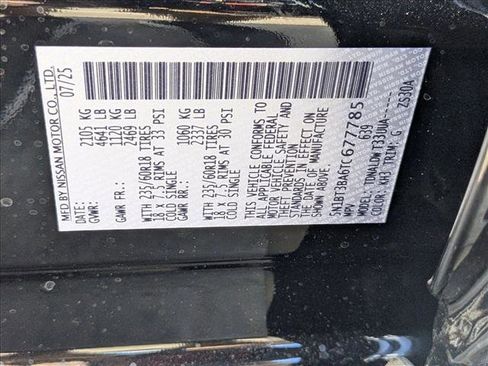 MFD BY NISSAN MOTOR CO., LTD.
07/25
GVWR: 2105 KG
4641 LB
GAWR FR.: 1120 KG
2469 LB
WITH 235/60R18 TIRES
18 X 7.5 RIMS AT 33 PSI
COLD SINGLE
GAWR RR.: 1060 KG
2337 LB
WITH 235/60R18 TIRES
18 X 7.5 RIMS AT 30 PSI
COLD SINGLE
THIS VEHICLE CONFORMS TO
ALL APPLICABLE FEDERAL
MOTOR VEHICLE SAFETY
AND THEFT PREVENTION
STANDARDS IN EFFECT
ON THE DATE OF
MANUFACTURE SHOWN
ABOVE.
5N1BT3BA6TC677785
MPV 659
COLOR: KH3 TRIM: G 2S30A